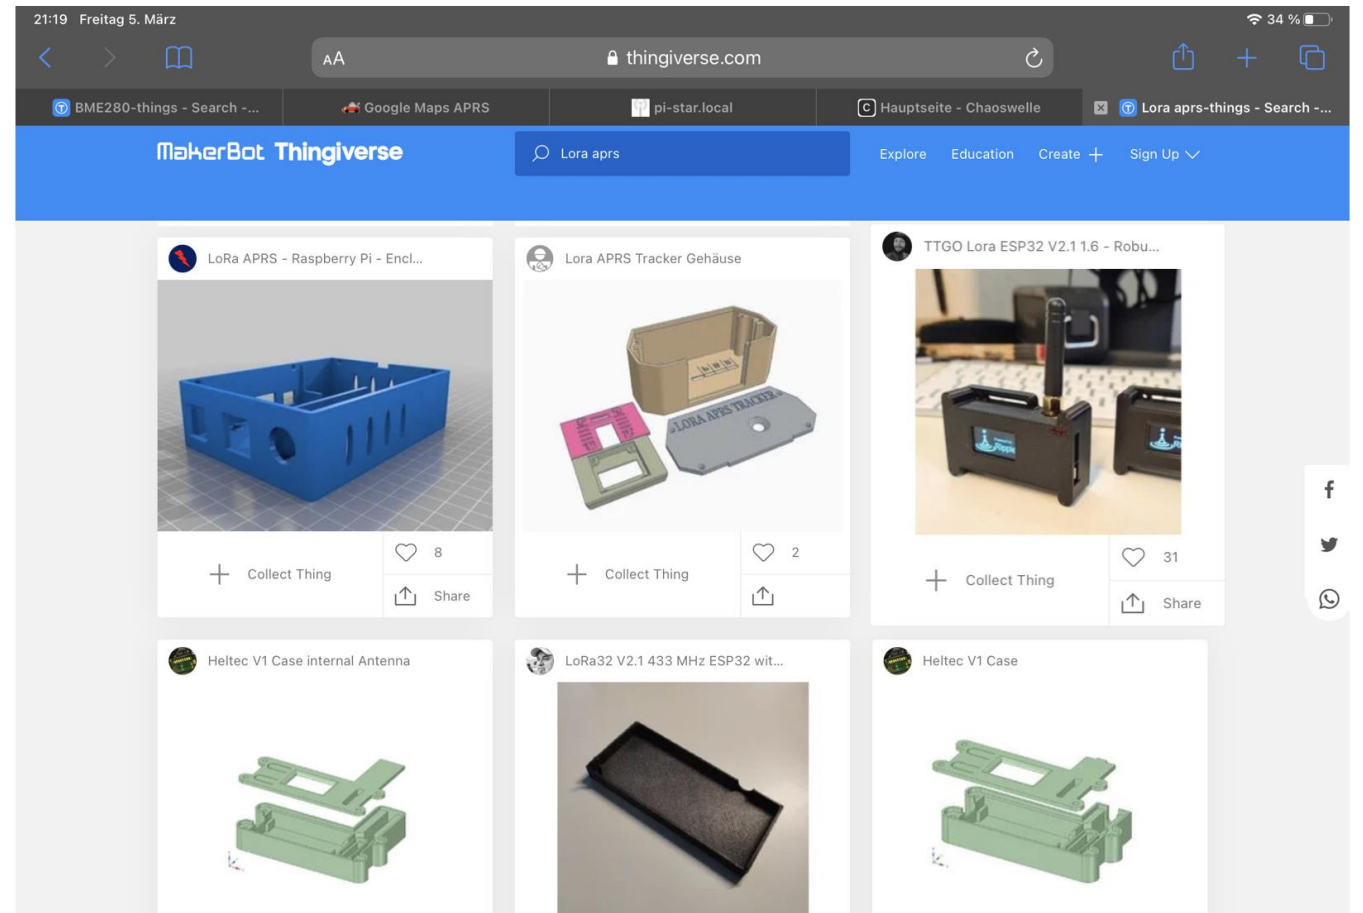 21:19 Freitag 5. März
34 %
AA
thingiverse.com
BME280-things - Search -...
Google Maps APRS
pi-star.local
Hauptseite - Chaoswelle
Lora aprs-things - Search -...
MakerBot Thingiverse
Lora aprs
Explore
Education
Create
Sign Up
LoRa APRS - Raspberry Pi - Encl...
Lora APRS Tracker Gehäuse
TTGO Lora ESP32 V2.1 1.6 - Robu...
LORA APRS TRACKER
Collect Thing
8
Share
Collect Thing
2
Collect Thing
31
Share
Heltec V1 Case internal Antenna
LoRa32 V2.1 433 MHz ESP32 wit...
Heltec V1 Case